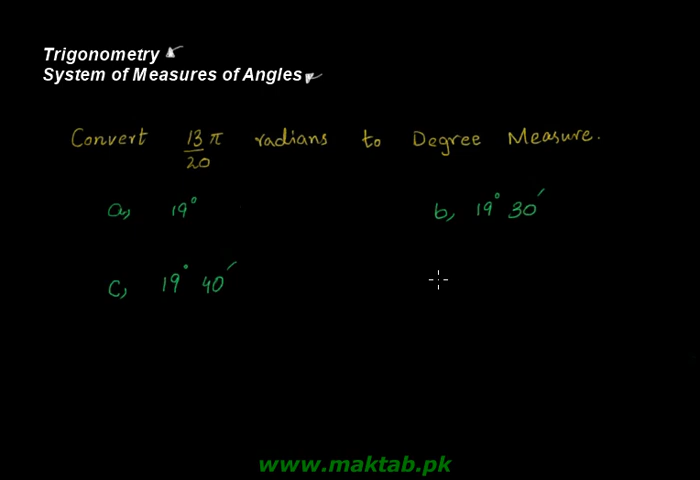 Trigonometry
System of Measures of Angles
Convert 13/20 π radians to Degree Measure.
a, 19° b, 19° 30′
c, 19° 40′
www.maktab.pk